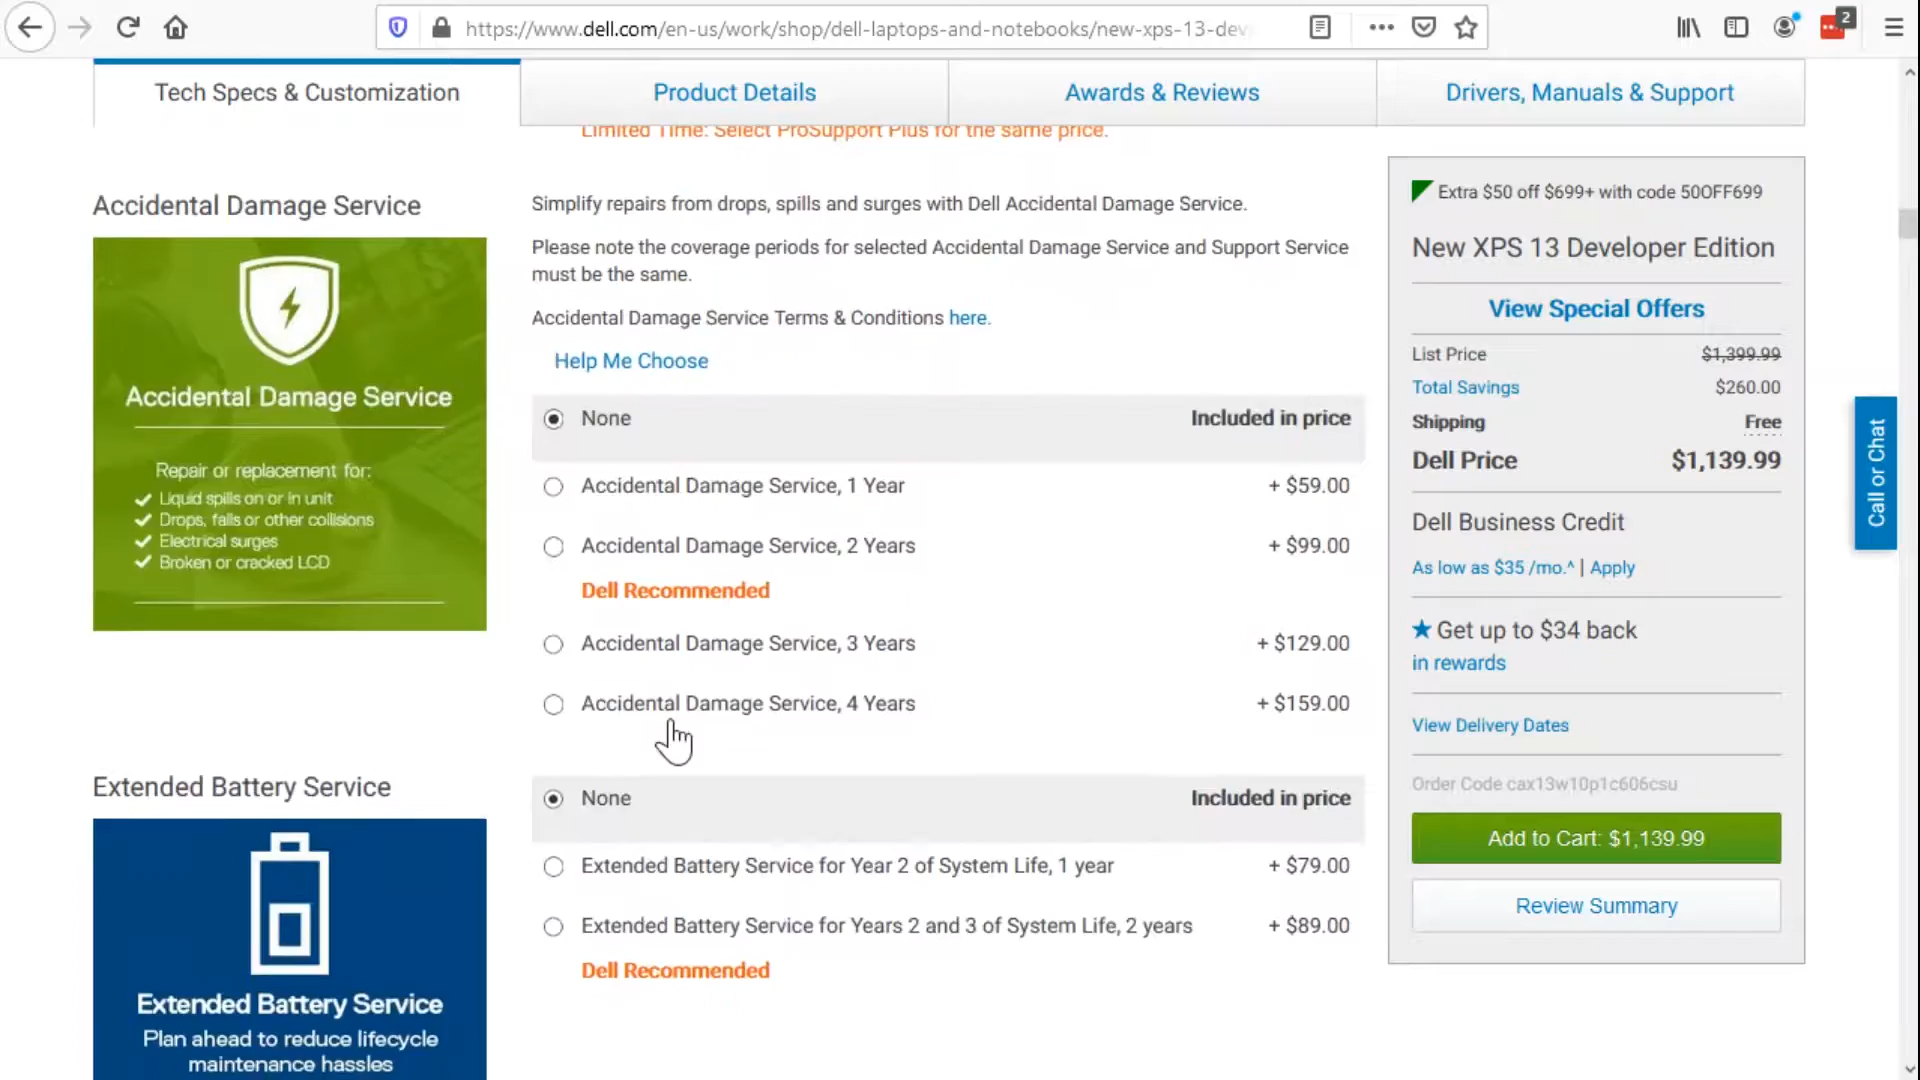 2
https://www.dell.com/en-us/work/shop/dell-laptops-and-notebooks/new-xps-13-dev
Tech Specs & Customization
Product Details
Awards & Reviews
Drivers, Manuals & Support
Limited Time: Select ProSupport Plus for the same price.
Accidental Damage Service
Accidental Damage Service
Repair or replacement for:
Liquid spills on or in unit
Drops, falls or other collisions
Electrical surges
Broken or cracked LCD
Simplify repairs from drops, spills and surges with Dell Accidental Damage Service.
Please note the coverage periods for selected Accidental Damage Service and Support Service
must be the same.
Accidental Damage Service Terms & Conditions here.
Help Me Choose
None Included in price
Accidental Damage Service, 1 Year + $59.00
Accidental Damage Service, 2 Years + $99.00
Dell Recommended
Accidental Damage Service, 3 Years + $129.00
Accidental Damage Service, 4 Years + $159.00
Extended Battery Service
Extended Battery Service
Plan ahead to reduce lifecycle
maintenance hassles
None Included in price
Extended Battery Service for Year 2 of System Life, 1 year + $79.00
Extended Battery Service for Years 2 and 3 of System Life, 2 years + $89.00
Dell Recommended
Extra $50 off $699+ with code 50OFF699
New XPS 13 Developer Edition
View Special Offers
List Price $1,399.99
Total Savings $260.00
Shipping Free
Dell Price $1,139.99
Dell Business Credit
As low as $35 /mo.^ | Apply
Get up to $34 back
in rewards
View Delivery Dates
Order Code cax13w10p1c606csu
Add to Cart: $1,139.99
Review Summary
Call or Chat